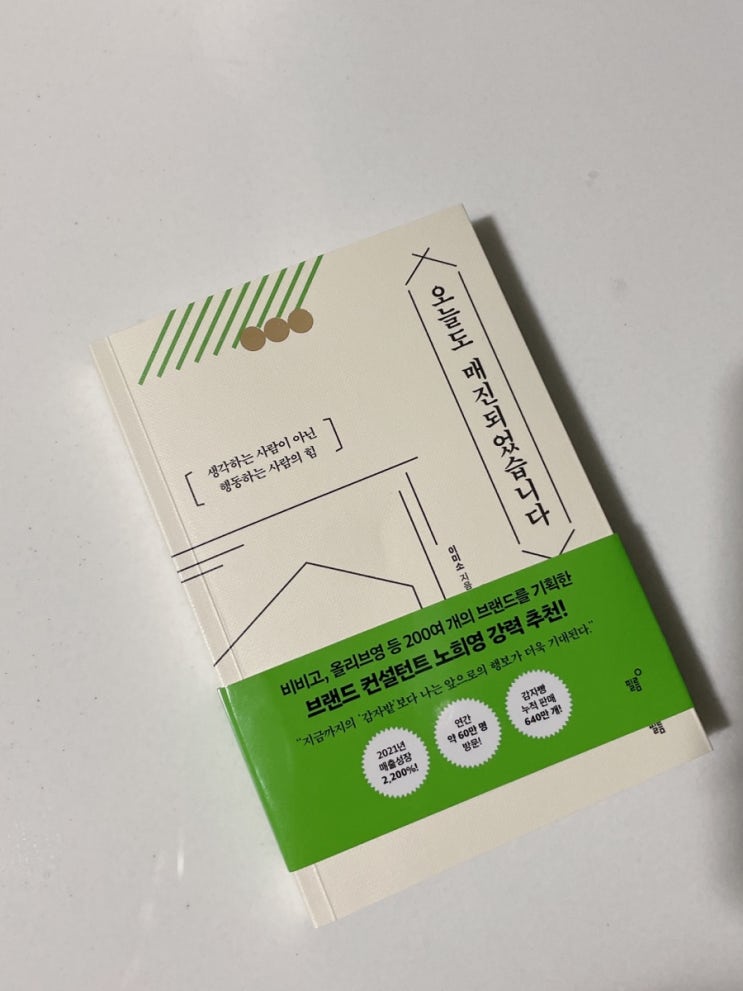 오늘도 매진되었습니다
생각하는 사람이 아닌
행동하는 사람의 힘
이미소 지음
비비고, 올리브영 등 200여 개의 브랜드를 기획한
브랜드 컨설턴트 노희영 강력 추천!
“지금까지의 ‘감자밭’보다 나는 앞으로의 행보가 더욱 기대된다.”
2021년
매출성장
2,200%!
연간
약 60만 명
방문!
감자빵
누적 판매
640만 개!
필름
필름